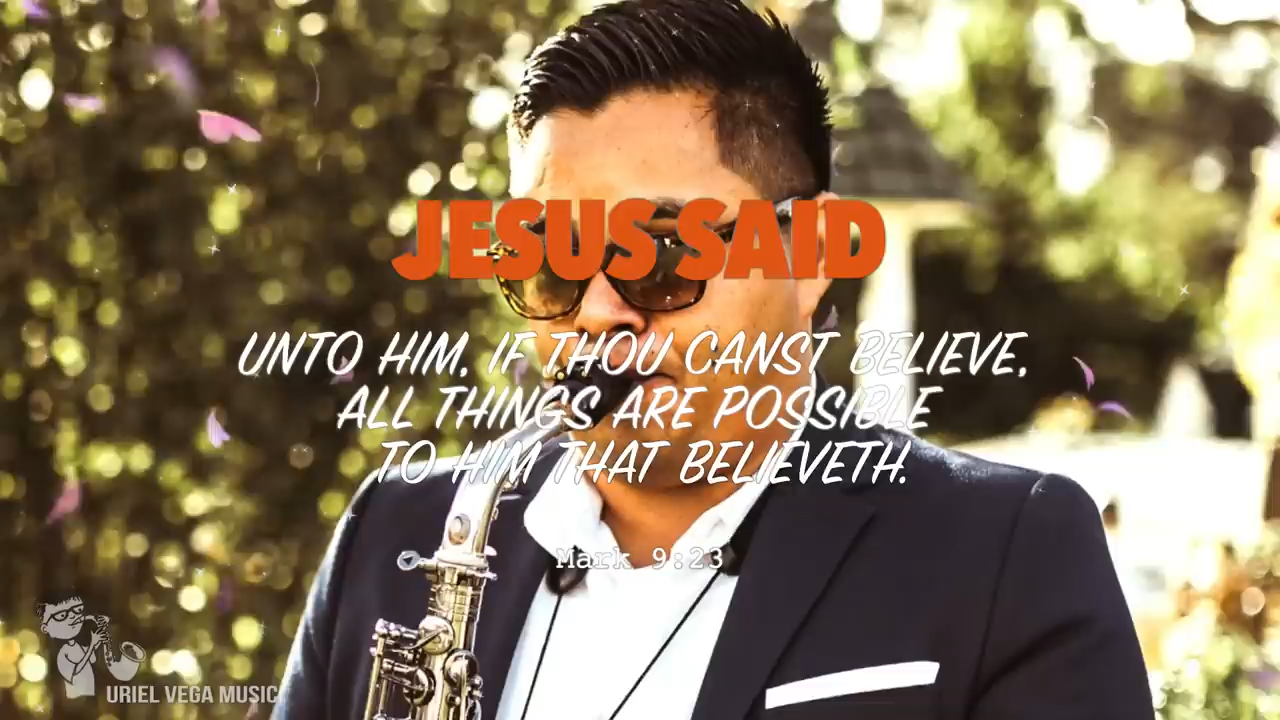 JESUS SAID
UNTO HIM, IF THOU CANST BELIEVE,
ALL THINGS ARE POSSIBLE
TO HIM THAT BELIEVETH.
Mark 9:23
URIEL VEGA MUSIC